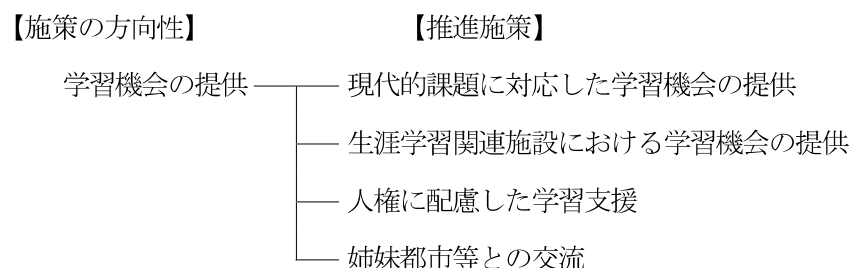 【施策の方向性】 【推進施策】
学習機会の提供 現代的課題に対応した学習機会の提供
生涯学習関連施設における学習機会の提供
人権に配慮した学習支援
姉妹都市等との交流